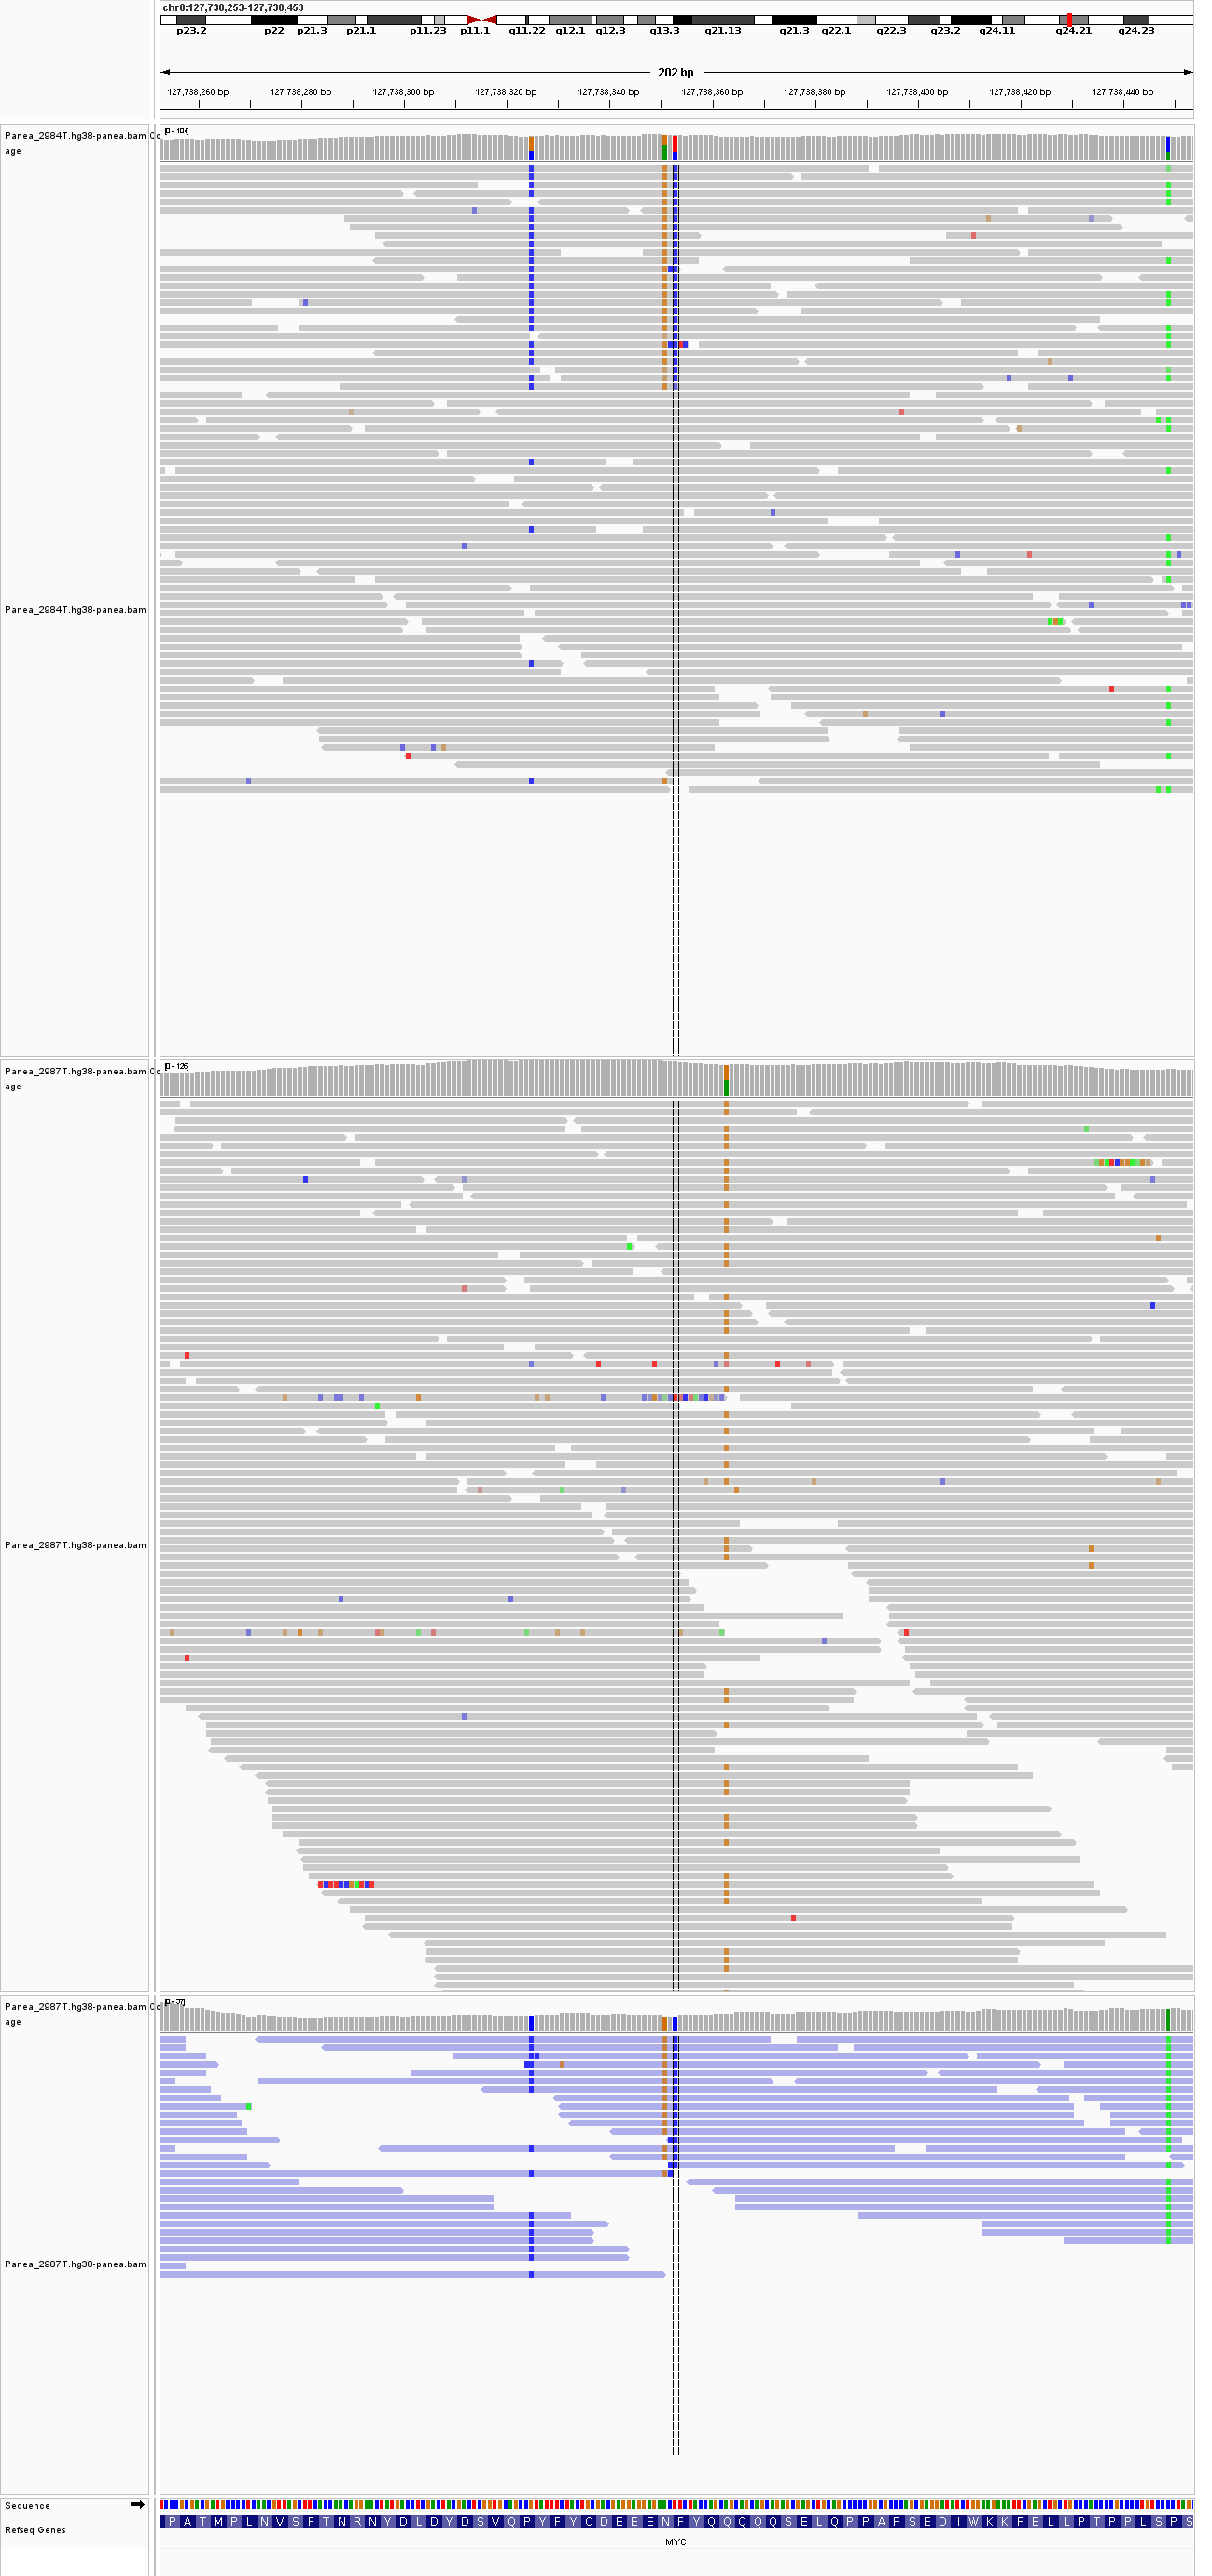 chr8:127,738,253-127,738,453
p23.2 p22 p21.3 p21.1 p11.23 p11.1 q11.22 q12.1 q12.3 q13.3 q21.13 q21.3 q22.1 q22.3 q23.2 q24.11 q24.21 q24.23
202 bp
127,738,260 bp 127,738,280 bp 127,738,300 bp 127,738,320 bp 127,738,340 bp 127,738,360 bp 127,738,380 bp 127,738,400 bp 127,738,420 bp 127,738,440 bp
Panea_2984T.hg38-panea.bam Co
age
[0 - 104]
Panea_2984T.hg38-panea.bam
Panea_2987T.hg38-panea.bam Co
age
[0 - 126]
Panea_2987T.hg38-panea.bam
Panea_2987T.hg38-panea.bam Co
age
[0 - 37]
Panea_2987T.hg38-panea.bam
Sequence
Refseq Genes
P A T M P L N V S F T N R N Y D L D Y D S V Q P Y F Y C D E E E N F Y Q Q Q Q Q S E L Q P P A P S E D I W K K F E L L P T P P L S P S
MYC